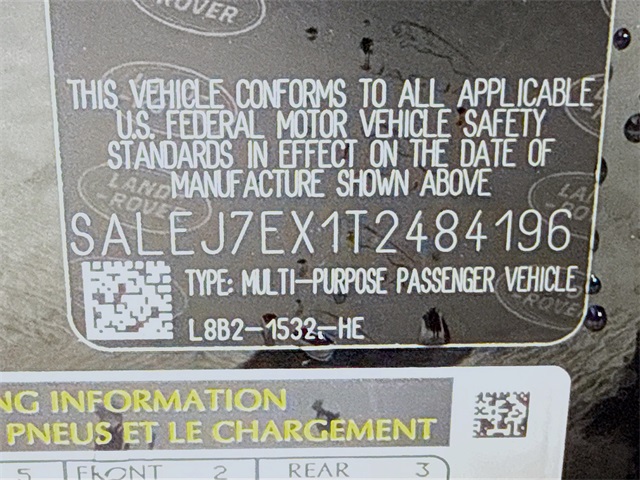 THIS VEHICLE CONFORMS TO ALL APPLICABLE
U.S. FEDERAL MOTOR VEHICLE SAFETY
STANDARDS IN EFFECT ON THE DATE OF
MANUFACTURE SHOWN ABOVE
LAND-
ROVER
SALEJ7EX1T2484196
TYPE: MULTI-PURPOSE PASSENGER VEHICLE
L8B2-1532-HE
NG INFORMATION
PNEUS ET LE CHARGEMENT
5 FRONT 2 REAR 3